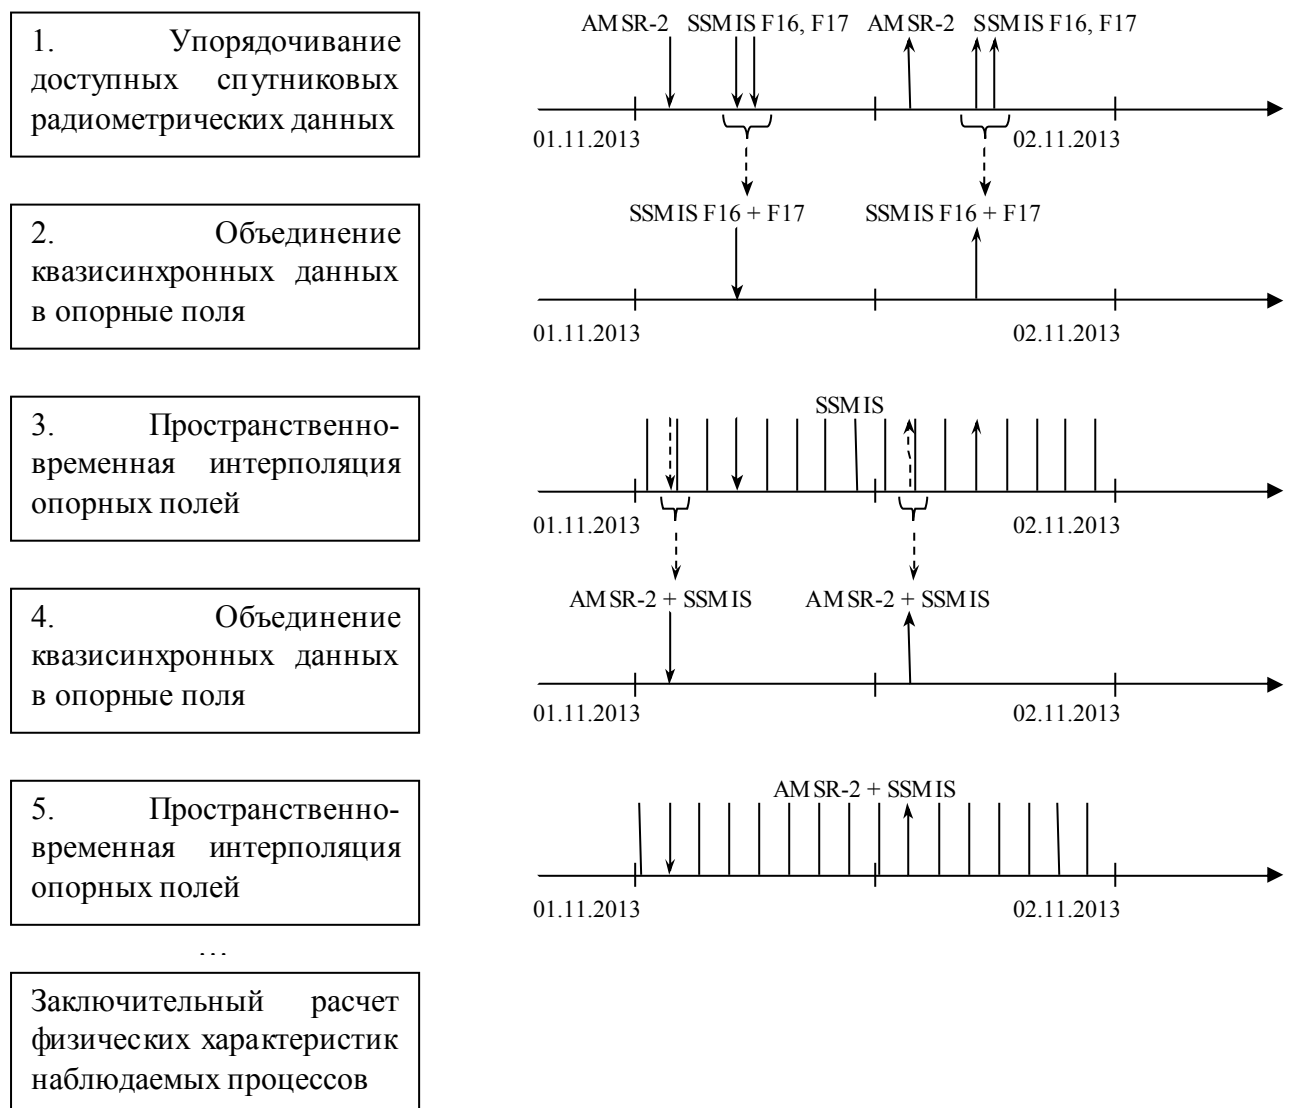 1. Упорядочивание
доступных спутниковых
радиометрических данных
AMSR-2 SSMIS F16, F17 AMSR-2 SSMIS F16, F17
01.11.2013 02.11.2013
2. Объединение
квазисинхронных данных
в опорные поля
SSMIS F16 + F17 SSMIS F16 + F17
01.11.2013 02.11.2013
3. Пространственно-
временная интерполяция
опорных полей
SSMIS
01.11.2013 02.11.2013
4. Объединение
квазисинхронных данных
в опорные поля
AMSR-2 + SSMIS AMSR-2 + SSMIS
01.11.2013 02.11.2013
5. Пространственно-
временная интерполяция
опорных полей
AMSR-2 + SSMIS
01.11.2013 02.11.2013
…
Заключительный расчет
физических характеристик
наблюдаемых процессов